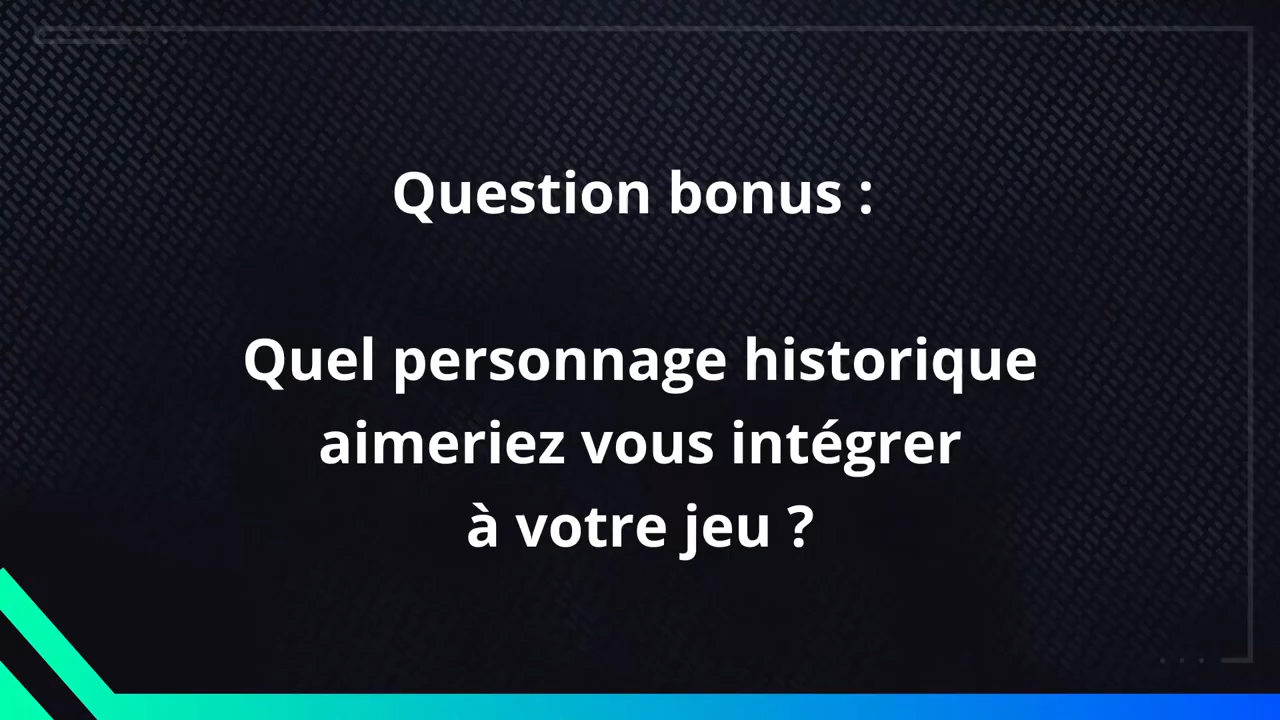 Question bonus :
Quel personnage historique
aimeriez vous intégrer
à votre jeu ?